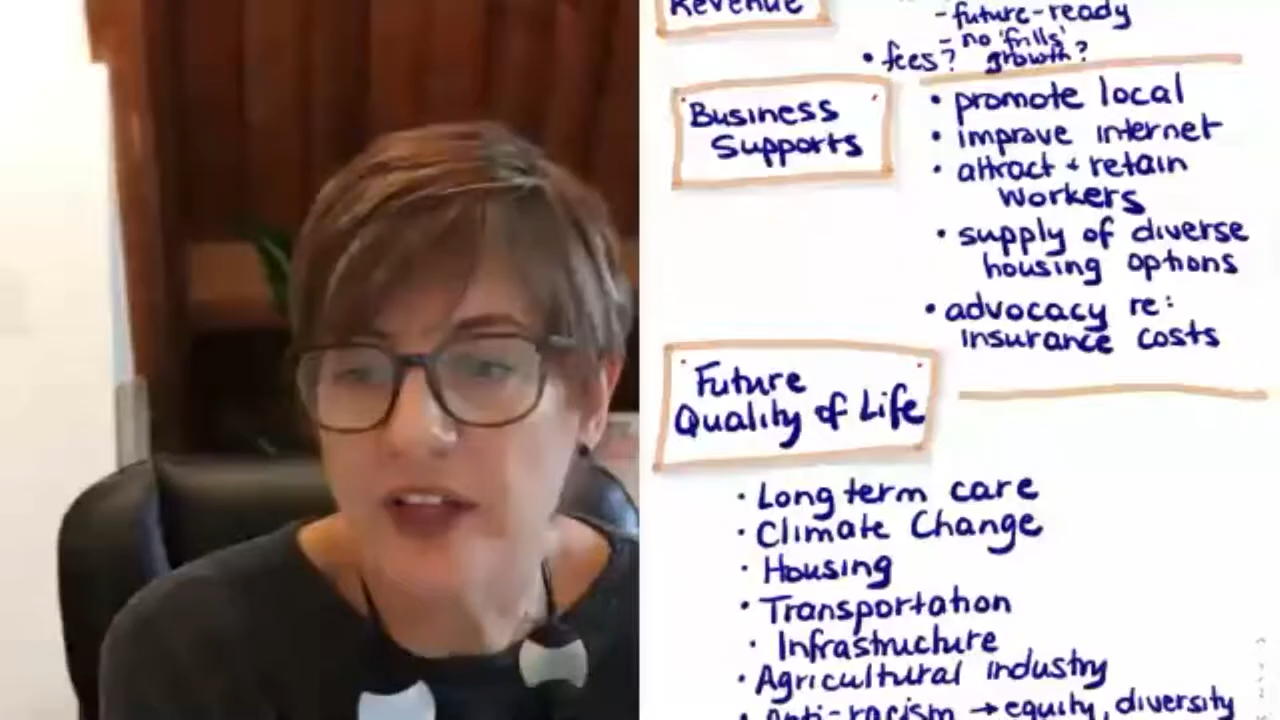 Revenue
- future-ready
- no 'frills'
• fees? growth?
Business
Supports
• promote local
• improve internet
• attract + retain
workers
• supply of diverse
housing options
• advocacy re:
insurance costs
Future
Quality of Life
• Long term care
• Climate Change
• Housing
• Transportation
• Infrastructure
• Agricultural industry
• Anti-racism → equity, diversity